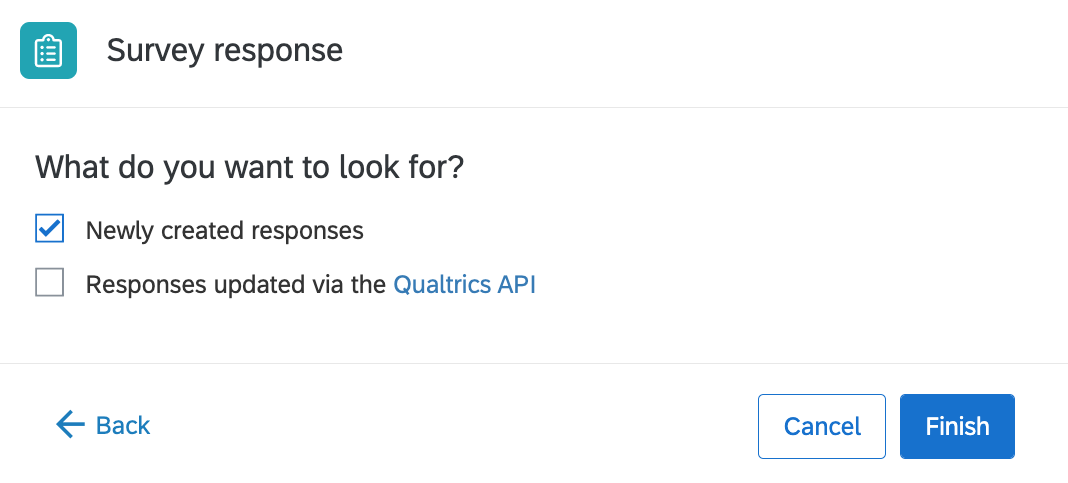 Survey response
What do you want to look for?
Newly created responses
Responses updated via the Qualtrics API
Back
Cancel
Finish